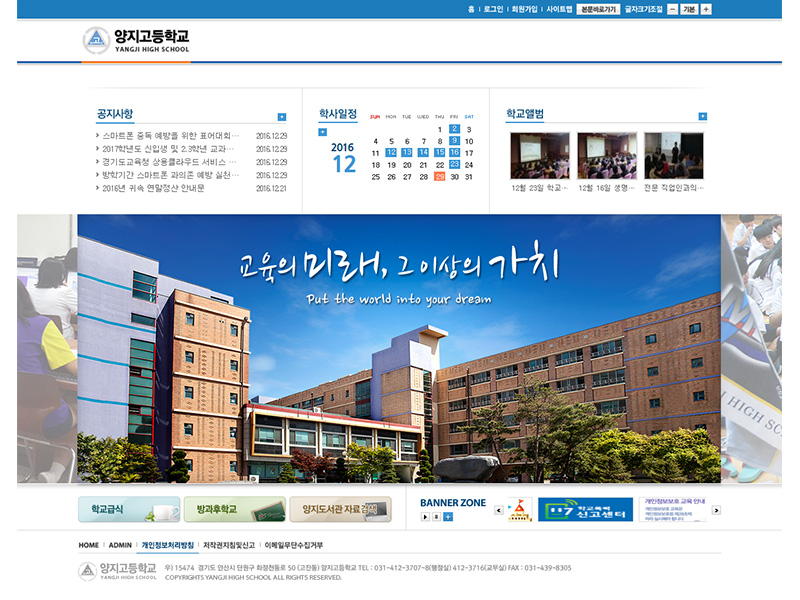 홈 | 로그인 | 회원가입 | 사이트맵 본문바로가기 글자크기조절 - 기본 +
양지고등학교
YANGJI HIGH SCHOOL
공지사항 +
› 스마트폰 중독 예방을 위한 표어대회… 2016.12.29
› 2017학년도 신입생 및 2.3학년 교과… 2016.12.29
› 경기도교육청 상용클라우드 서비스 … 2016.12.29
› 방학기간 스마트폰 과의존 예방 실천… 2016.12.29
› 2016년 귀속 연말정산 안내문 2016.12.21
학사일정
+
2016
12
SUN MON TUE WED THU FRI SAT
1 2 3
4 5 6 7 8 9 10
11 12 13 14 15 16 17
18 19 20 21 22 23 24
25 26 27 28 29 30 31
학교앨범 +
12월 23일 학교… 12월 16일 생명… 전문 직업인과의…
교육의 미래, 그 이상의 가치
Put the world into your dream
HIGH SC
학교급식 방과후학교 양지도서관 자료검색
BANNER ZONE
117 학교폭력
신고센터
개인정보보호 교육 안내
HOME | ADMIN | 개인정보처리방침 | 저작권지침및신고 | 이메일무단수집거부
양지고등학교
YANGJI HIGH SCHOOL
우) 15474 경기도 안산시 단원구 화정천동로 50 (고잔동) 양지고등학교 TEL : 031-412-3707~8(행정실) 412-3716(교무실) FAX : 031-439-8305
COPYRIGHTS YANGJI HIGH SCHOOL ALL RIGHTS RESERVED.